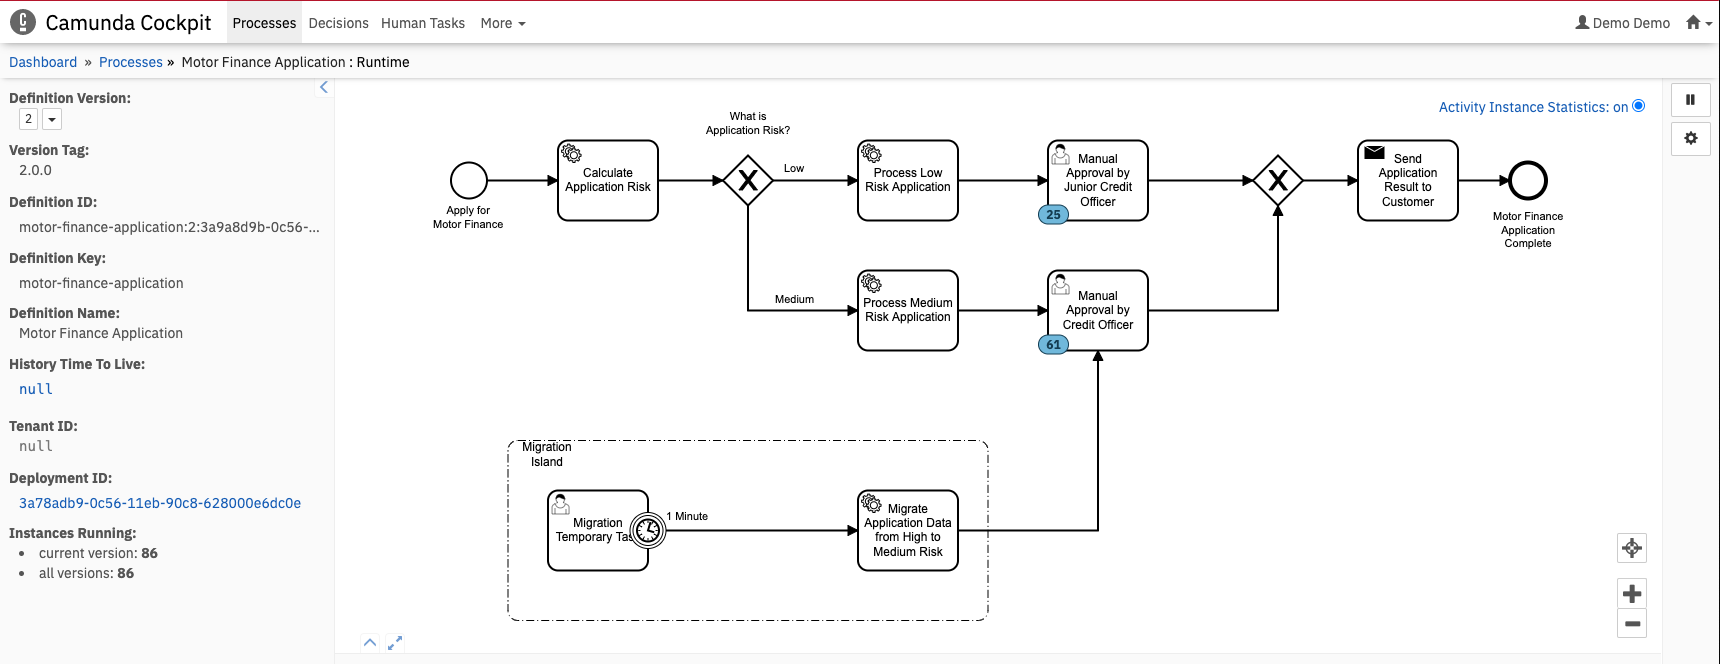 Camunda Cockpit
Processes
Decisions
Human Tasks
More
Demo Demo
Dashboard » Processes » Motor Finance Application : Runtime
Definition Version:
2
Version Tag:
2.0.0
Definition ID:
motor-finance-application:2:3a9a8d9b-0c56-...
Definition Key:
motor-finance-application
Definition Name:
Motor Finance Application
History Time To Live:
null
Tenant ID:
null
Deployment ID:
3a78adb9-0c56-11eb-90c8-628000e6dc0e
Instances Running:
current version: 86
all versions: 86
Activity Instance Statistics: on
Apply for
Motor Finance
Calculate
Application Risk
What is
Application Risk?
Low
Process Low
Risk Application
Manual
Approval by
Junior Credit
Officer
25
Send
Application
Result to
Customer
Motor Finance
Application
Complete
Medium
Process Medium
Risk Application
Manual
Approval by
Credit Officer
61
Migration
Island
Migration
Temporary Tas
1 Minute
Migrate
Application Data
from High to
Medium Risk